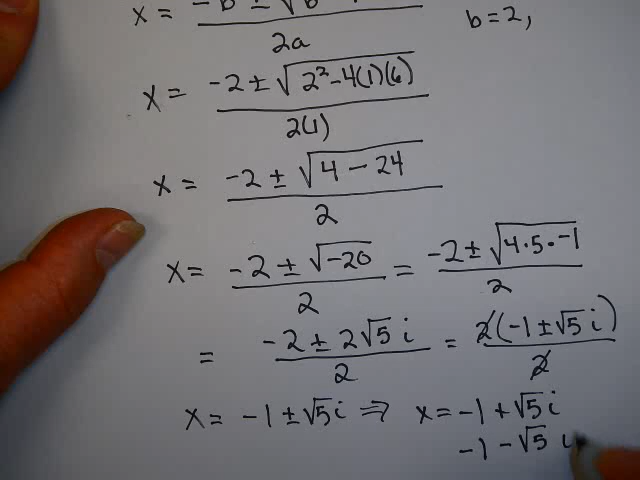 x = -b ± √b
2a
b = 2,
x = -2 ± √2² - 4(1)(6)
2(1)
x = -2 ± √4 - 24
2
x = -2 ± √-20 / 2 = -2 ± √4·5·-1 / 2
= -2 ± 2√5 i / 2 = 2(-1 ± √5 i) / 2
x = -1 ± √5 i ⇒ x = -1 + √5 i
-1 - √5 i